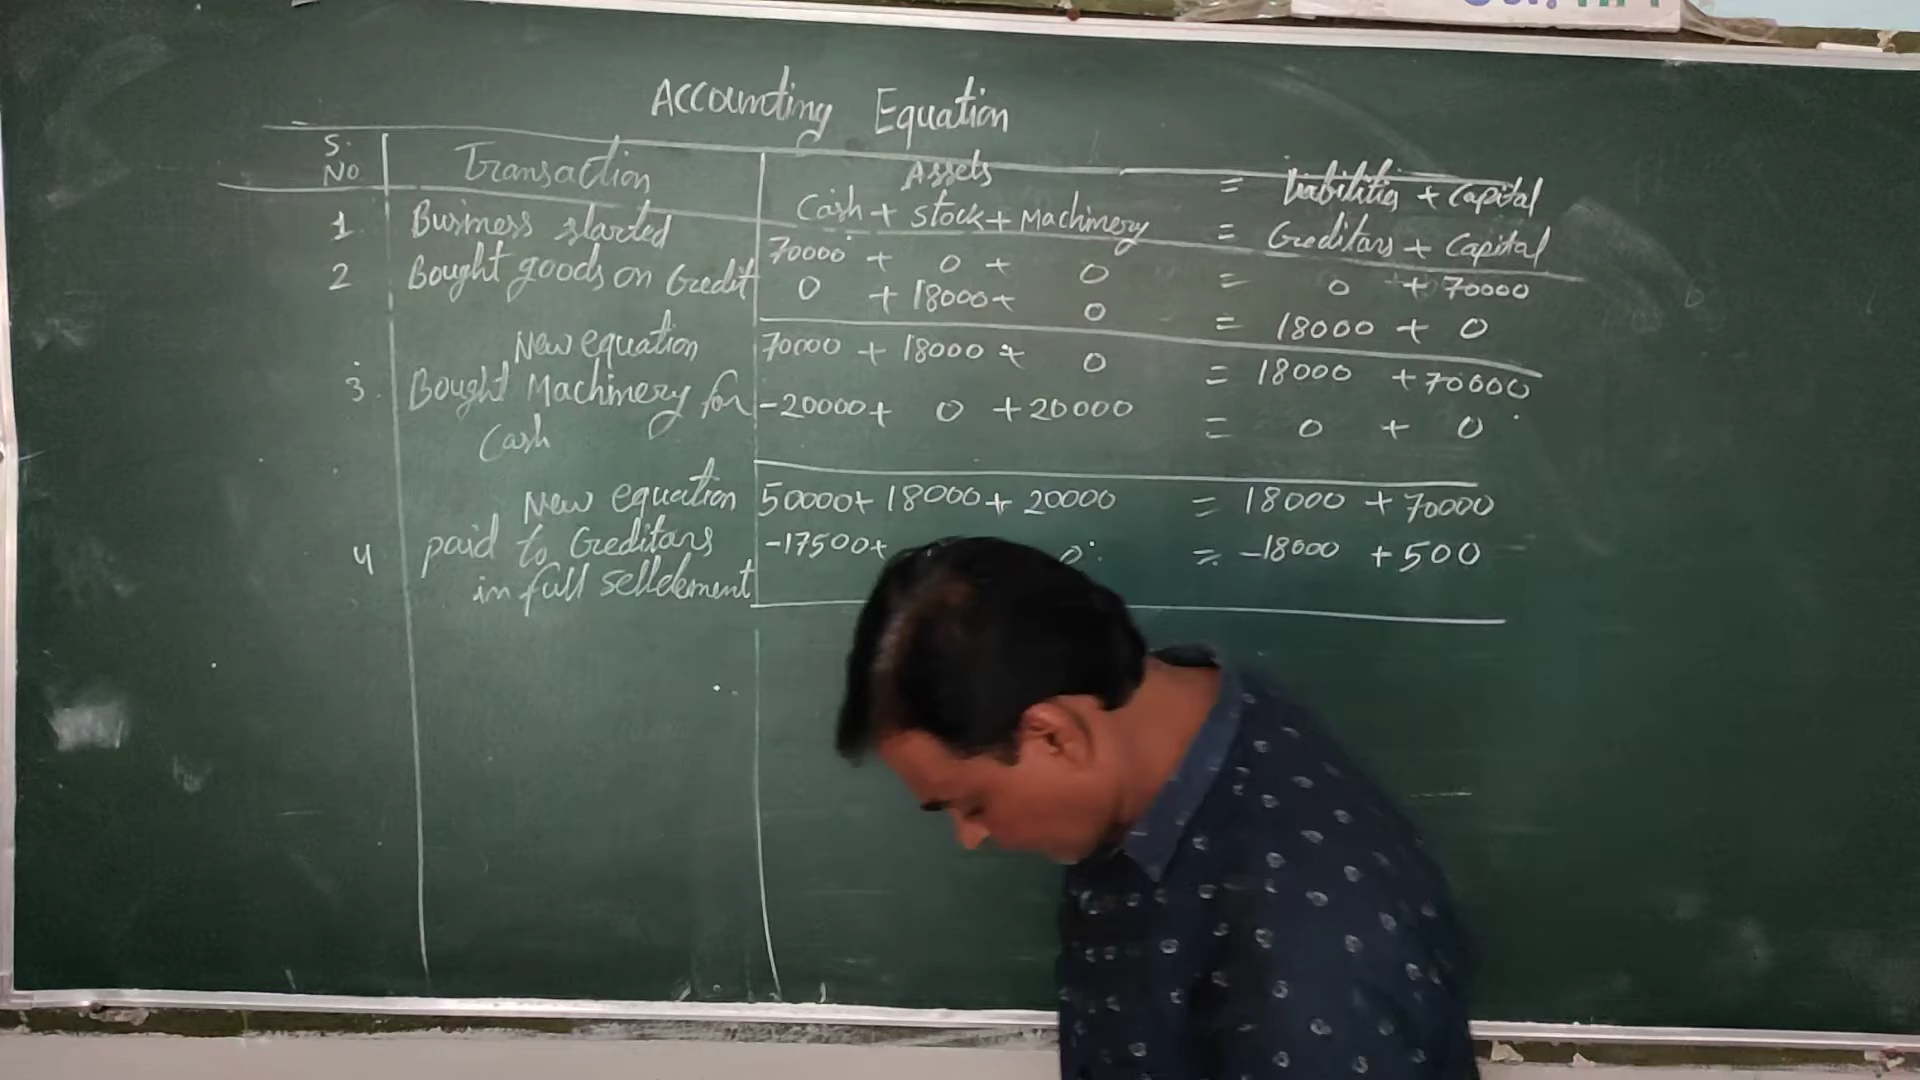 Accounting Equation
S. No Transaction Assets = Liabilities + Capital
Cash + Stock + Machinery = Creditors + Capital
1 Business started 70000 + 0 + 0 = 0 + 70000
2 Bought goods on Credit 0 + 18000 + 0 = 18000 + 0
New equation 70000 + 18000 + 0 = 18000 + 70000
3. Bought Machinery for -20000 + 0 + 20000 = 0 + 0
Cash
New equation 50000 + 18000 + 20000 = 18000 + 70000
4 paid to Creditors -17500 + 0 = -18000 + 500
in full settlement